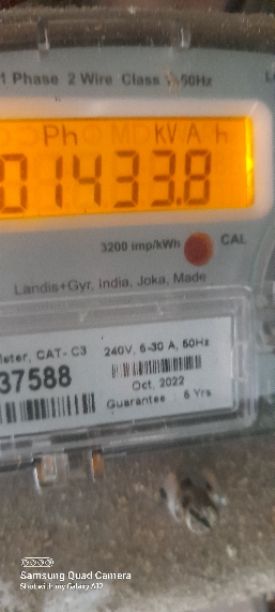 1 Phase 2 Wire Class 1 50Hz
Ph KV A h
01433.8
3200 imp/kWh CAL
Landis+Gyr, India, Joka, Made
Meter, CAT- C3 240V, 5-30 A, 50Hz
37588
Oct, 2022
Guarantee 5 Yrs
Samsung Quad Camera
Shot with my Galaxy A12